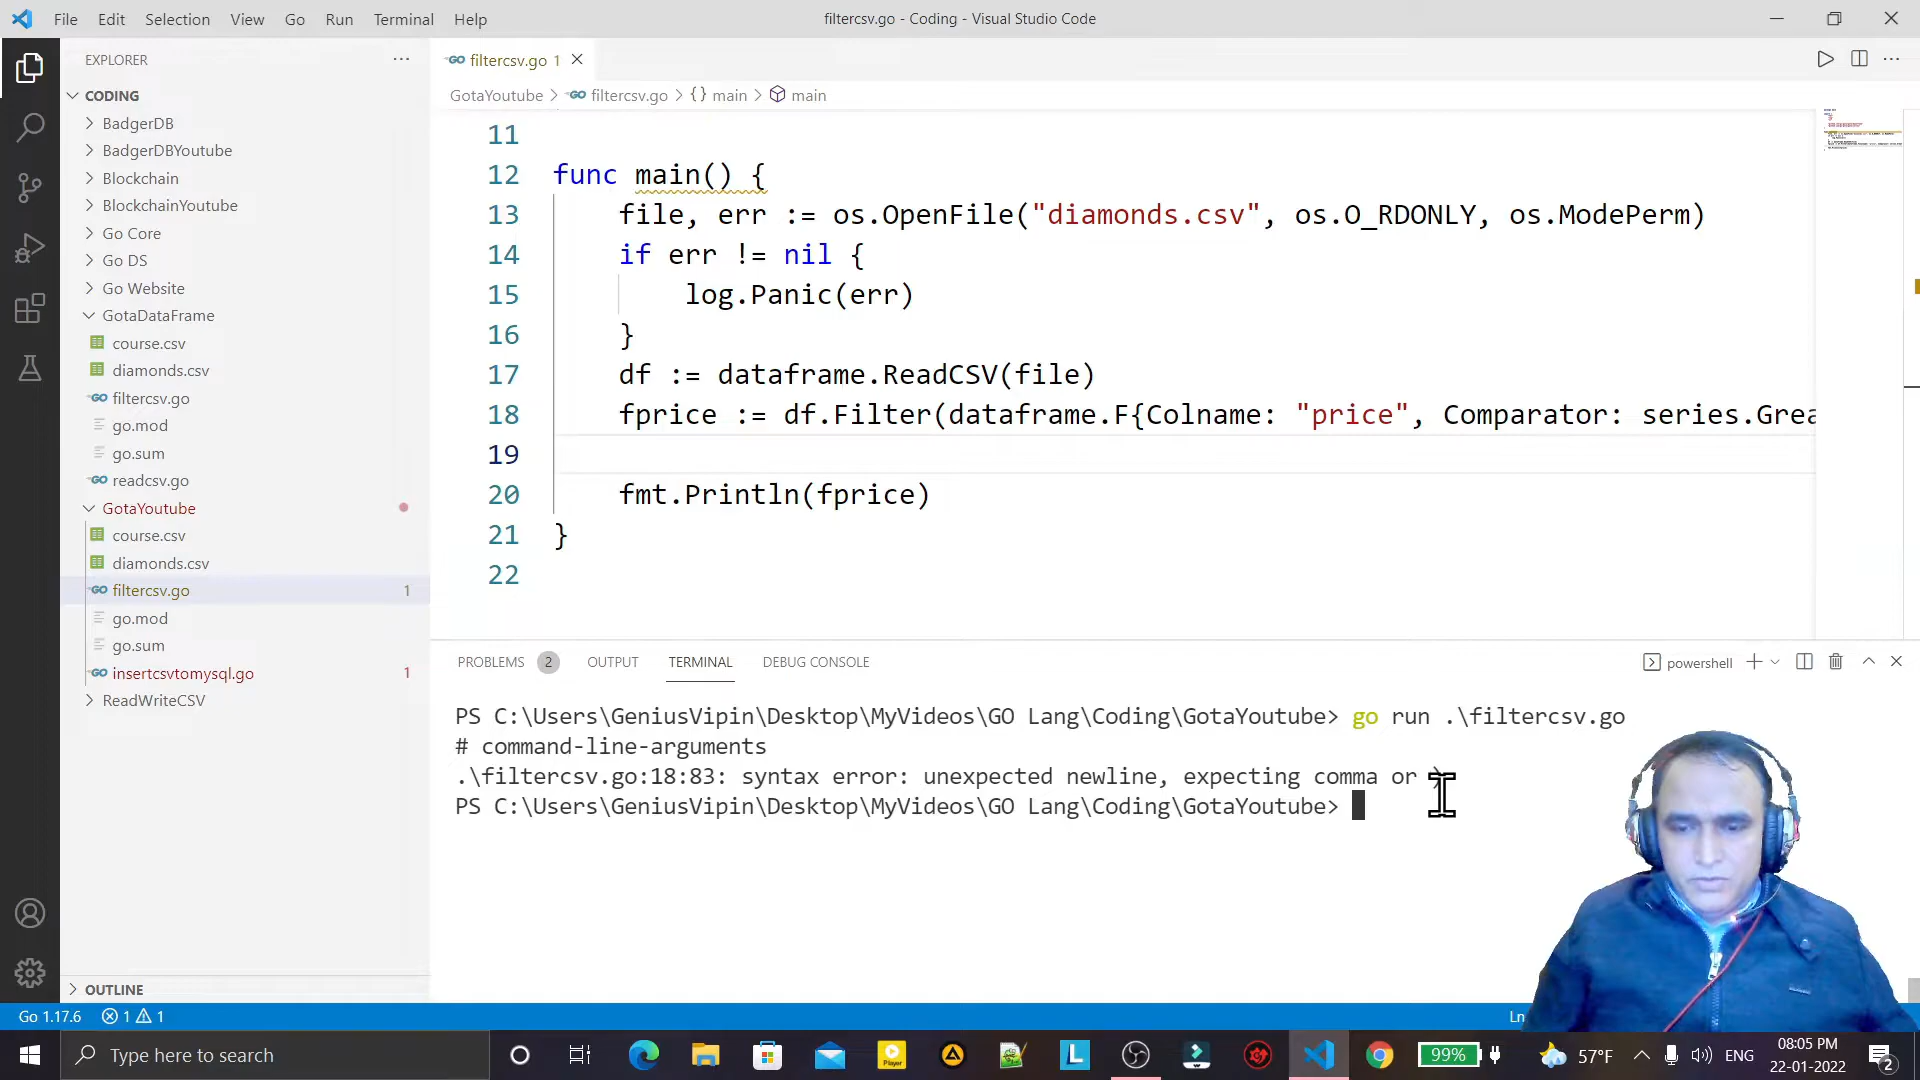 File Edit Selection View Go Run Terminal Help
filtercsv.go - Coding - Visual Studio Code
EXPLORER
CODING
BadgerDB
BadgerDBYoutube
Blockchain
BlockchainYoutube
Go Core
Go DS
Go Website
GotaDataFrame
course.csv
diamonds.csv
filtercsv.go
go.mod
go.sum
readcsv.go
GotaYoutube
course.csv
diamonds.csv
filtercsv.go 1
go.mod
go.sum
insertcsvtomysql.go 1
ReadWriteCSV
OUTLINE
GO filtercsv.go 1
GotaYoutube > GO filtercsv.go > {} main > main
11
12 func main() {
13 file, err := os.OpenFile("diamonds.csv", os.O_RDONLY, os.ModePerm)
14 if err != nil {
15 log.Panic(err)
16 }
17 df := dataframe.ReadCSV(file)
18 fprice := df.Filter(dataframe.F{Colname: "price", Comparator: series.Grea
19
20 fmt.Println(fprice)
21 }
22
PROBLEMS 2 OUTPUT TERMINAL DEBUG CONSOLE
powershell
PS C:\Users\GeniusVipin\Desktop\MyVideos\GO Lang\Coding\GotaYoutube> go run .\filtercsv.go
# command-line-arguments
.\filtercsv.go:18:83: syntax error: unexpected newline, expecting comma or )
PS C:\Users\GeniusVipin\Desktop\MyVideos\GO Lang\Coding\GotaYoutube>
Go 1.17.6 1 1
Ln
Type here to search
Player
L
99%
57°F
ENG
08:05 PM
22-01-2022
2